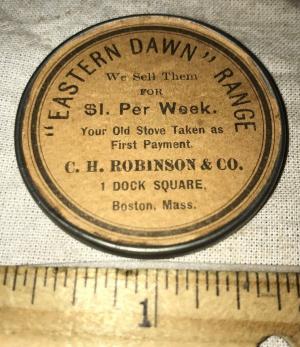 "EASTERN DAWN" RANGE
We Sell Them
FOR
$1. Per Week.
Your Old Stove Taken as
First Payment.
C. H. ROBINSON & CO.
1 DOCK SQUARE,
Boston, Mass.
1